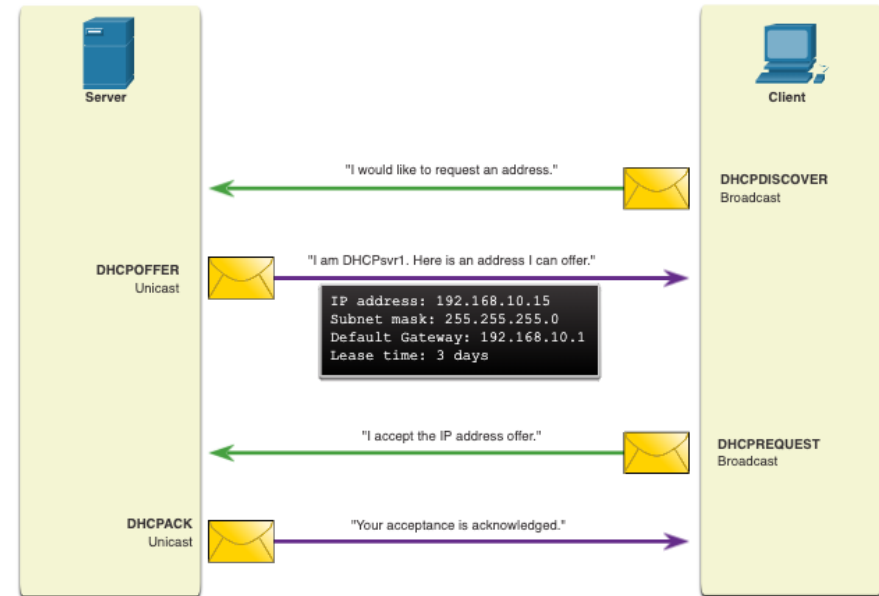 Server
Client
"I would like to request an address."
DHCPDISCOVER
Broadcast
"I am DHCPsvr1. Here is an address I can offer."
DHCPOFFER
Unicast
IP address: 192.168.10.15
Subnet mask: 255.255.255.0
Default Gateway: 192.168.10.1
Lease time: 3 days
"I accept the IP address offer."
DHCPREQUEST
Broadcast
DHCPACK
Unicast
"Your acceptance is acknowledged."